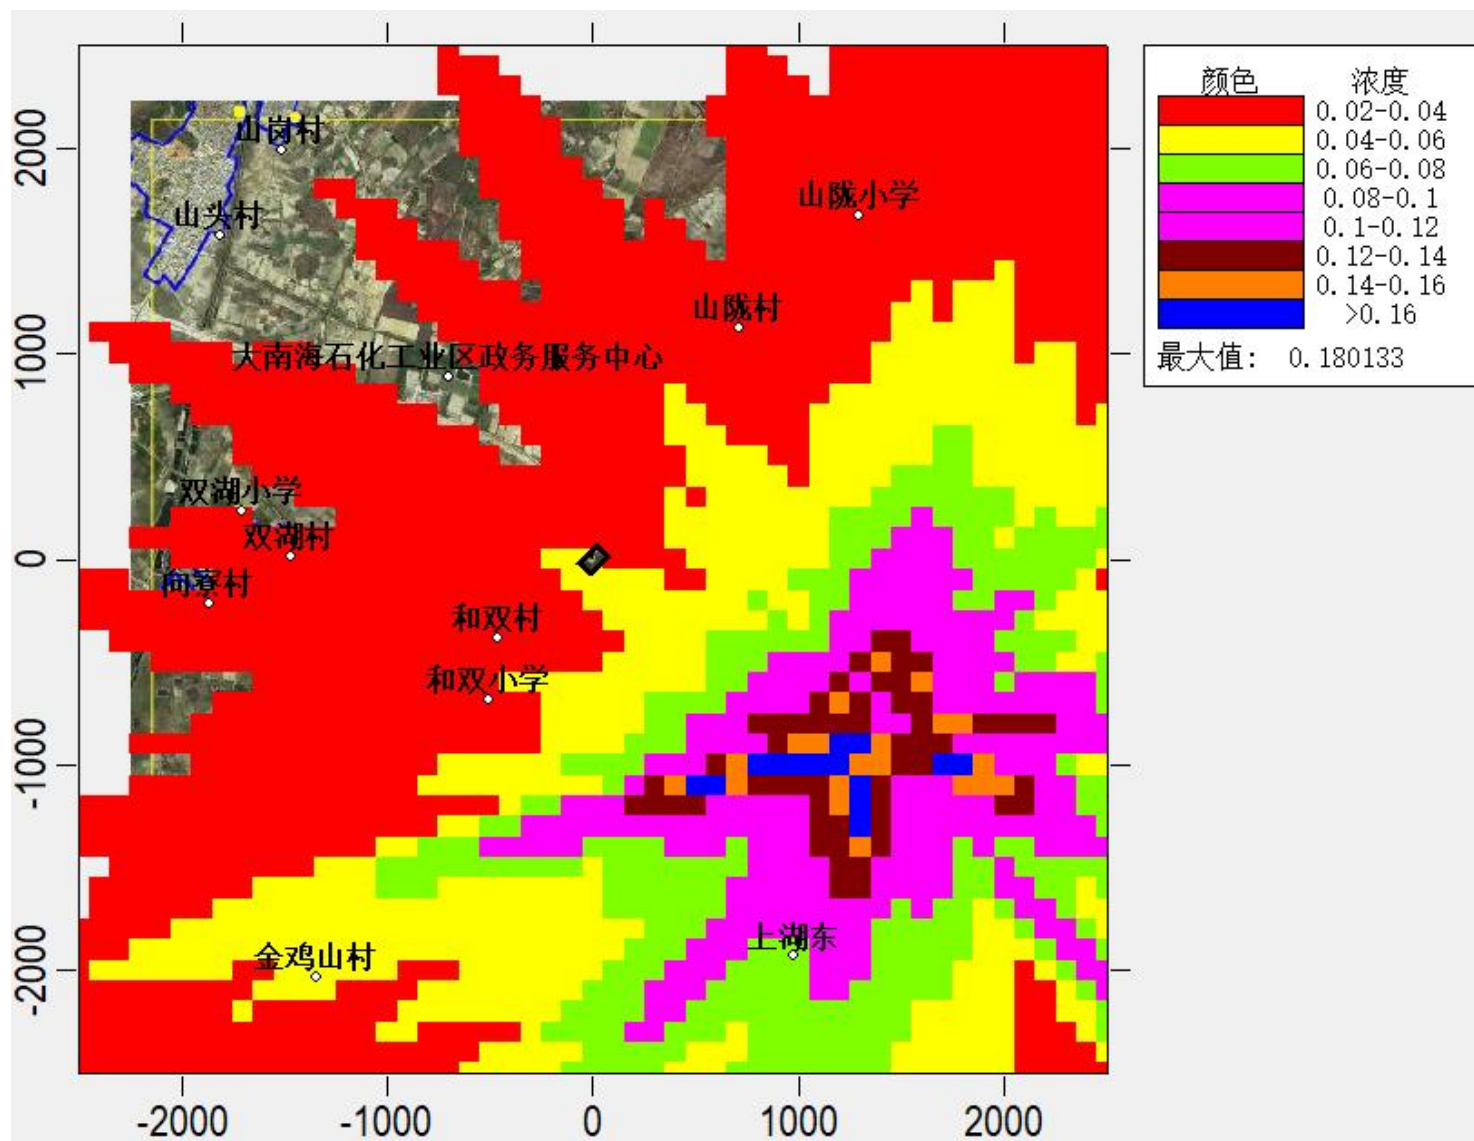 颜色 浓度
0.02-0.04
0.04-0.06
0.06-0.08
0.08-0.1
0.1-0.12
0.12-0.14
0.14-0.16
>0.16
最大值: 0.180133
2000
1000
0
-1000
-2000
山岗村
山头村
山陇小学
山陇村
大南海石化工业区政务服务中心
双湖小学
双湖村
向寮村
和双村
和双小学
金鸡山村
上湖东
-2000 -1000 0 1000 2000